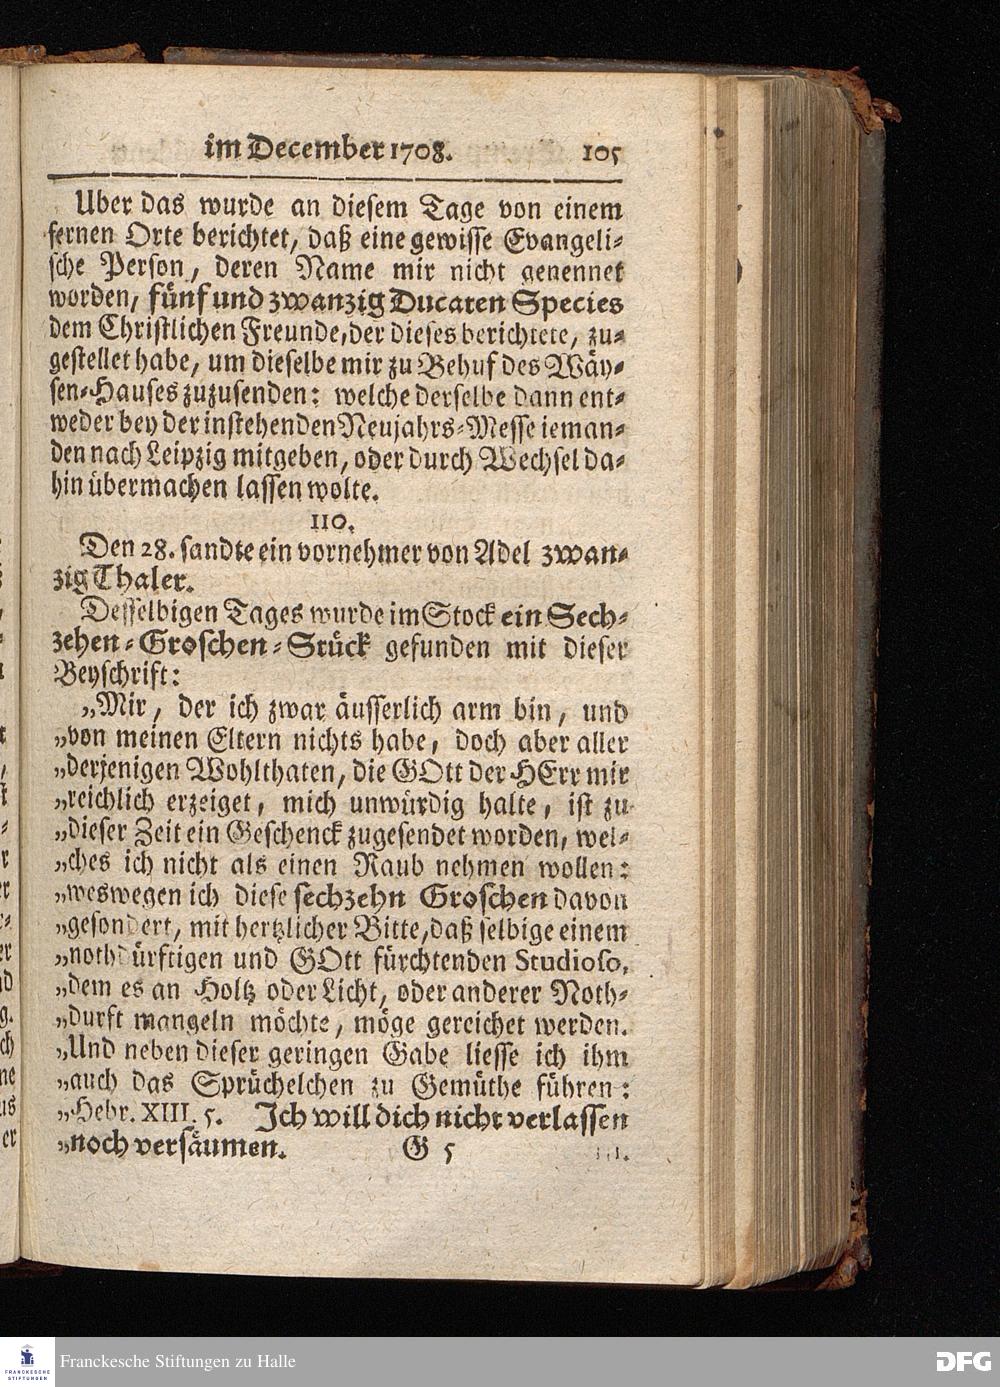 im December 1708. 105
Uber das wurde an diesem Tage von einem
fernen Orte berichtet, daß eine gewisse Evangeli-
sche Person, deren Name mir nicht genennet
worden, fünf und zwanzig Ducaten Species
dem Christlichen Freunde, der dieses berichtete, zu-
gestellet habe, um dieselbe mir zu Behuf des Wäy-
sen-Hauses zuzusenden: welche derselbe dann ent-
weder bey der instehenden Neujahrs-Messe ieman-
den nach Leipzig mitgeben, oder durch Wechsel da-
hin übermachen lassen wolte.
110.
Den 28. sandte ein vornehmer von Adel zwan-
zig Thaler.
Desselbigen Tages wurde im Stock ein Sech-
zehen-Groschen-Stück gefunden mit dieser
Beyschrift:
„Mir, der ich zwar äusserlich arm bin, und
„von meinen Eltern nichts habe, doch aber aller
„derjenigen Wohlthaten, die GOtt der HErr mir
„reichlich erzeiget, mich unwürdig halte, ist zu
„dieser Zeit ein Geschenck zugesendet worden, wel-
„ches ich nicht als einen Raub nehmen wollen:
„weswegen ich diese sechzehn Groschen davon
„gesondert, mit hertzlicher Bitte, daß selbige einem
„nothdürftigen und GOtt fürchtenden Studioso,
„dem es an Holtz oder Licht, oder anderer Noth-
„durft mangeln möchte, möge gereichet werden.
„Und neben dieser geringen Gabe liesse ich ihm
„auch das Sprüchelchen zu Gemüthe führen:
„Hebr. XIII. 5. Ich will dich nicht verlassen
„noch versäumen. G 5 111.
FRANCKESCHE
STIFTUNGEN
Franckesche Stiftungen zu Halle
DFG